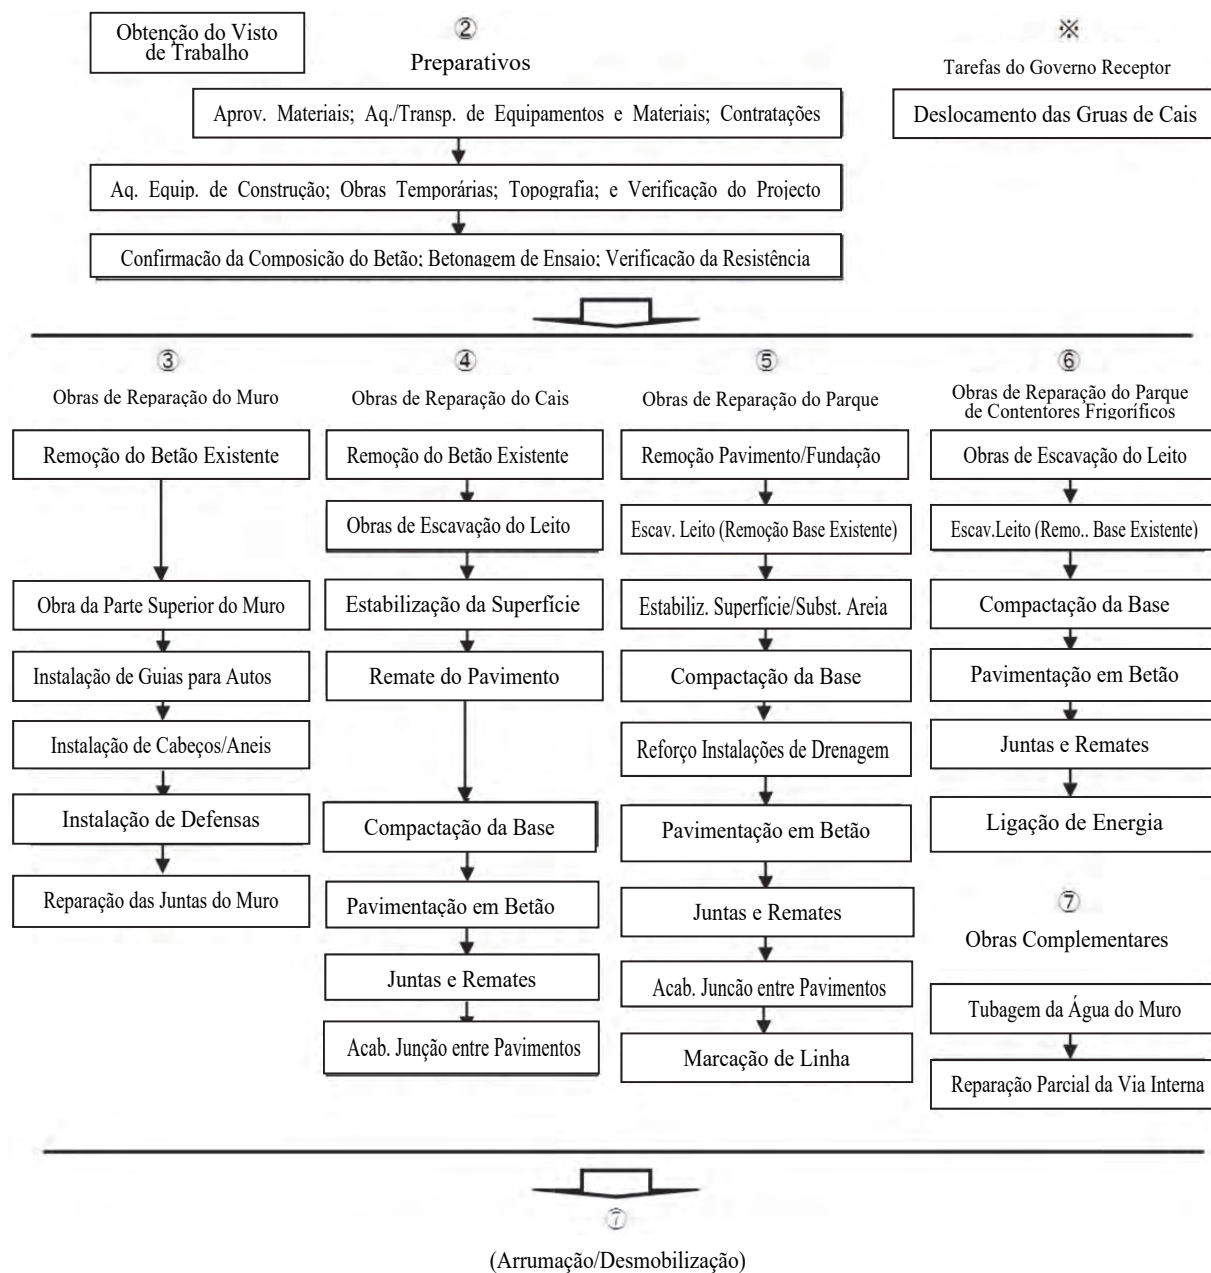 Obtenção do Visto
de Trabalho
②
Preparativos
Aprov. Materiais; Aq./Transp. de Equipamentos e Materiais; Contratações
Aq. Equip. de Construção; Obras Temporárias; Topografia; e Verificação do Projecto
Confirmação da Composição do Betão; Betonagem de Ensaio; Verificação da Resistência
※
Tarefas do Governo Receptor
Deslocamento das Gruas de Cais
③
Obras de Reparação do Muro
Remoção do Betão Existente
Obra da Parte Superior do Muro
Instalação de Guias para Autos
Instalação de Cabeços/Aneis
Instalação de Defensas
Reparação das Juntas do Muro
④
Obras de Reparação do Cais
Remoção do Betão Existente
Obras de Escavação do Leito
Estabilização da Superfície
Remate do Pavimento
Compactação da Base
Pavimentação em Betão
Juntas e Remates
Acab. Junção entre Pavimentos
⑤
Obras de Reparação do Parque
Remoção Pavimento/Fundação
Escav. Leito (Remoção Base Existente)
Estabiliz. Superfície/Subst. Areia
Compactação da Base
Reforço Instalações de Drenagem
Pavimentação em Betão
Juntas e Remates
Acab. Juncão entre Pavimentos
Marcação de Linha
⑥
Obras de Reparação do Parque
de Contentores Frigoríficos
Obras de Escavação do Leito
Escav.Leito (Remo.. Base Existente)
Compactação da Base
Pavimentação em Betão
Juntas e Remates
Ligação de Energia
⑦
Obras Complementares
Tubagem da Água do Muro
Reparação Parcial da Via Interna
⑦
(Arrumação/Desmobilização)